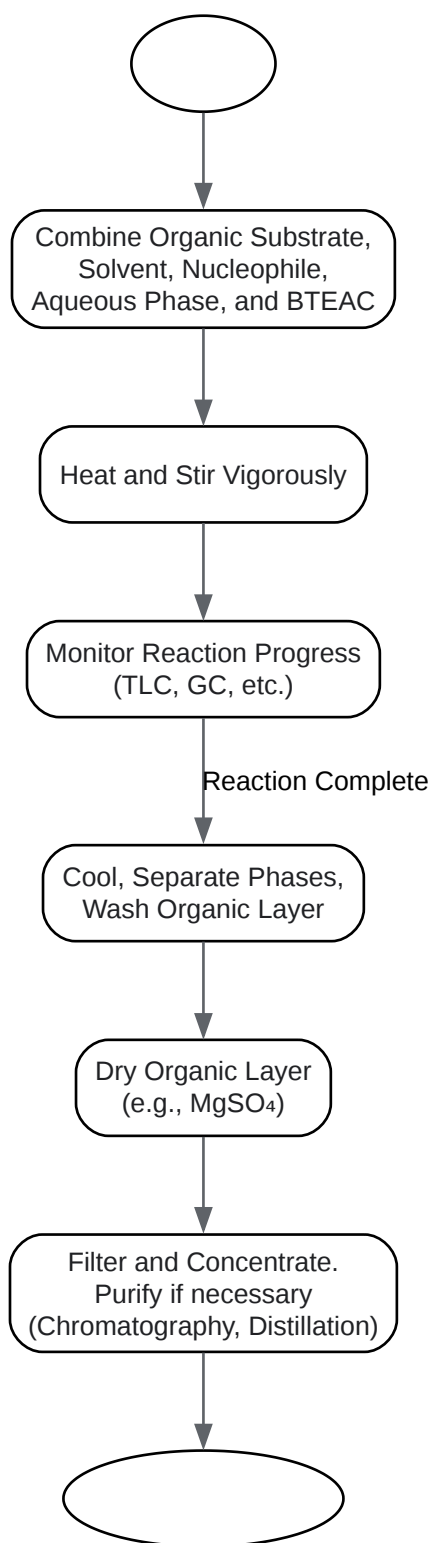 Combine Organic Substrate,
Solvent, Nucleophile,
Aqueous Phase, and BTEAC
Heat and Stir Vigorously
Monitor Reaction Progress
(TLC, GC, etc.)
Reaction Complete
Cool, Separate Phases,
Wash Organic Layer
Dry Organic Layer
(e.g., MgSO₄)
Filter and Concentrate.
Purify if necessary
(Chromatography, Distillation)